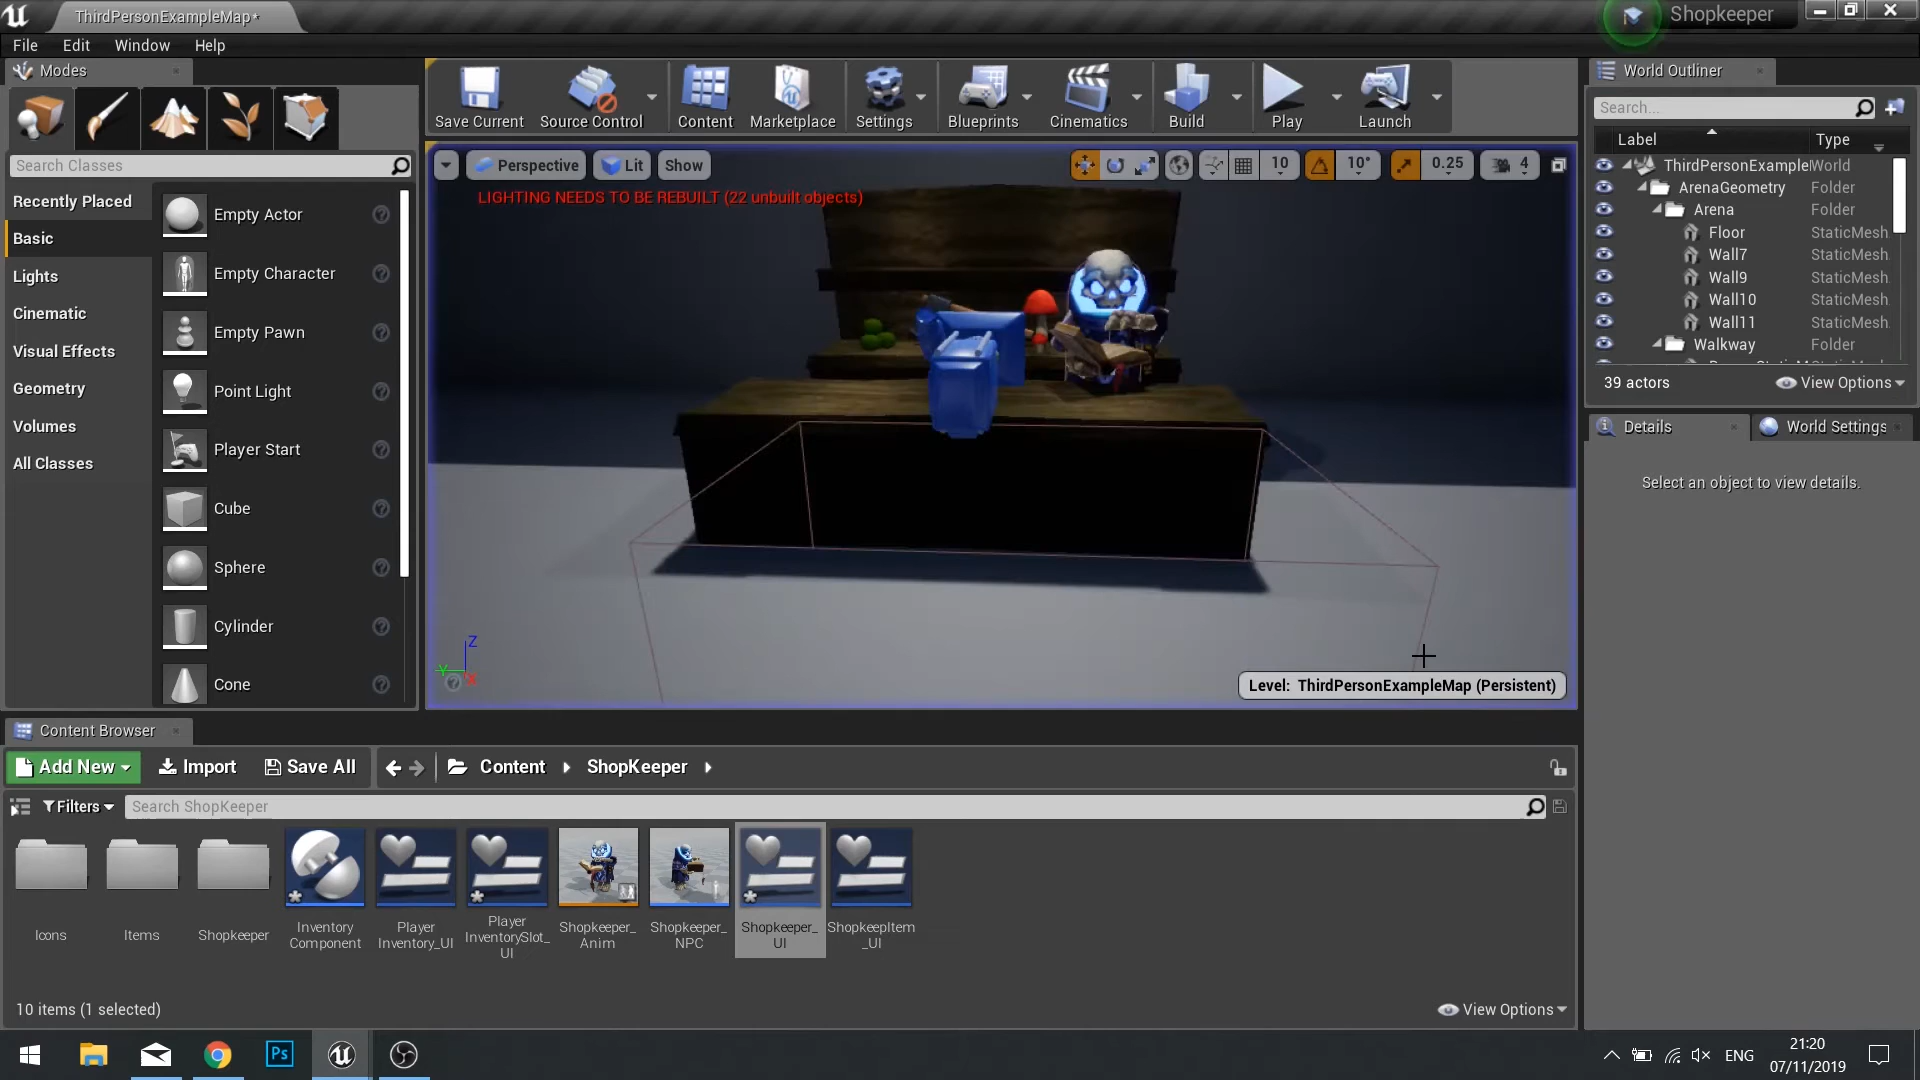 ThirdPersonExampleMap*
Shopkeeper
File Edit Window Help
Modes
Search Classes
Recently Placed
Basic
Lights
Cinematic
Visual Effects
Geometry
Volumes
All Classes
Empty Actor
Empty Character
Empty Pawn
Point Light
Player Start
Cube
Sphere
Cylinder
Cone
Save Current
Source Control
Content
Marketplace
Settings
Blueprints
Cinematics
Build
Play
Launch
Perspective Lit Show
10 10° 0.25 4
LIGHTING NEEDS TO BE REBUILT (22 unbuilt objects)
Z
Y
X
Level: ThirdPersonExampleMap (Persistent)
World Outliner
Search...
Label Type
ThirdPersonExample World
ArenaGeometry Folder
Arena Folder
Floor StaticMesh
Wall7 StaticMesh
Wall9 StaticMesh
Wall10 StaticMesh
Wall11 StaticMesh
Walkway Folder
39 actors View Options
Details World Settings
Select an object to view details.
Content Browser
Add New Import Save All Content ShopKeeper
Filters Search ShopKeeper
Icons
Items
Shopkeeper
Inventory
Component
Player
Inventory_UI
Player
InventorySlot_
UI
Shopkeeper_
Anim
Shopkeeper_
NPC
Shopkeeper_
UI
ShopkeepItem
_UI
10 items (1 selected) View Options
Ps
ENG
21:20
07/11/2019